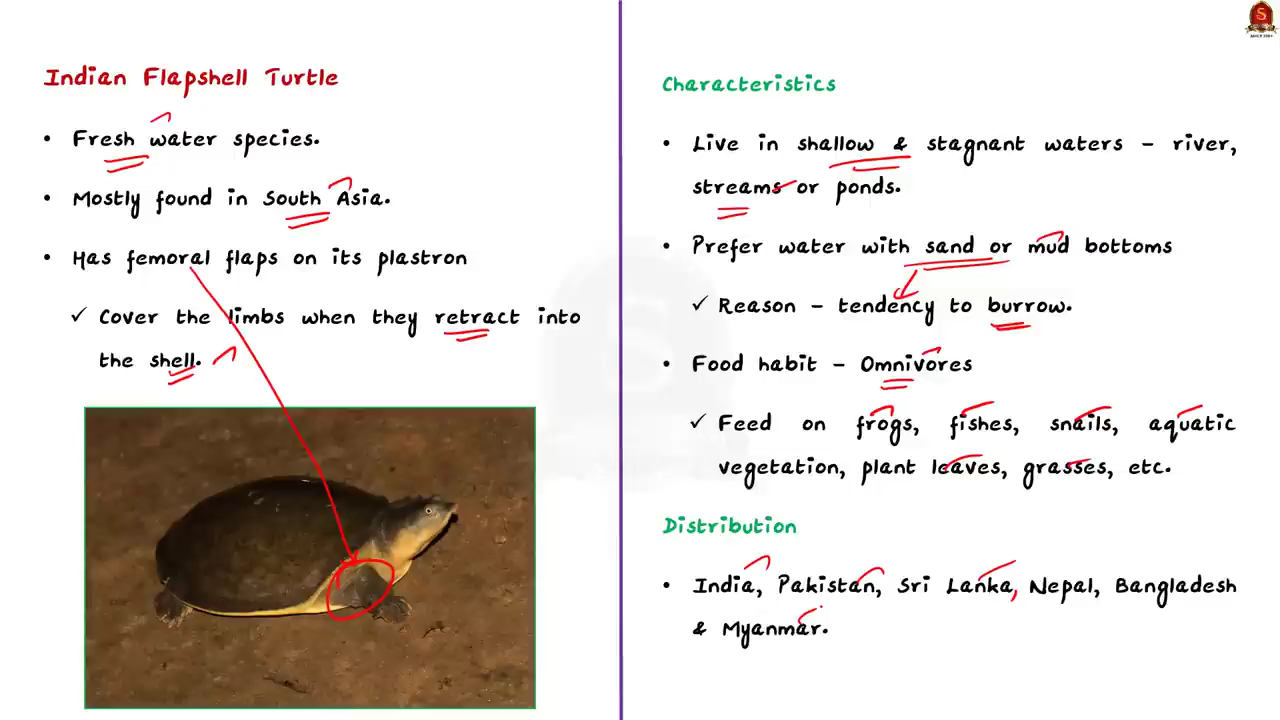 Indian Flapshell Turtle
• Fresh water species.
• Mostly found in South Asia.
• Has femoral flaps on its plastron
✓ Cover the limbs when they retract into
the shell.
Characteristics
• Live in shallow & stagnant waters – river,
streams or ponds.
• Prefer water with sand or mud bottoms
✓ Reason – tendency to burrow.
• Food habit – Omnivores
✓ Feed on frogs, fishes, snails, aquatic
vegetation, plant leaves, grasses, etc.
Distribution
• India, Pakistan, Sri Lanka, Nepal, Bangladesh
& Myanmar.